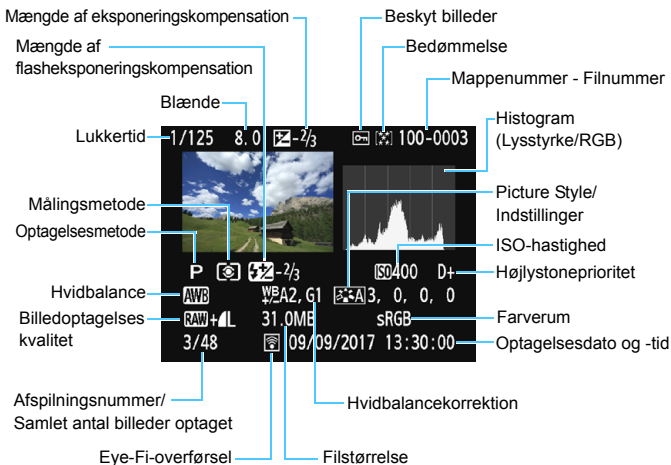 Mængde af eksponeringskompensation
Beskyt billeder
Mængde af
flasheksponeringskompensation
Bedømmelse
Mappenummer - Filnummer
Blænde
Histogram
(Lysstyrke/RGB)
Lukkertid
1/125 8.0 -2/3 100-0003
Målingsmetode
Picture Style/
Indstillinger
Optagelsesmetode
ISO-hastighed
P -2/3 ISO400 D+
Højlystoneprioritet
Hvidbalance
AWB WB A2, G1 A 3, 0, 0, 0
Billedoptagelses
kvalitet
RAW+L 31.0MB sRGB
Farverum
3/48 09/09/2017 13:30:00
Optagelsesdato og -tid
Afspilningsnummer/
Samlet antal billeder optaget
Hvidbalancekorrektion
Eye-Fi-overførsel
Filstørrelse